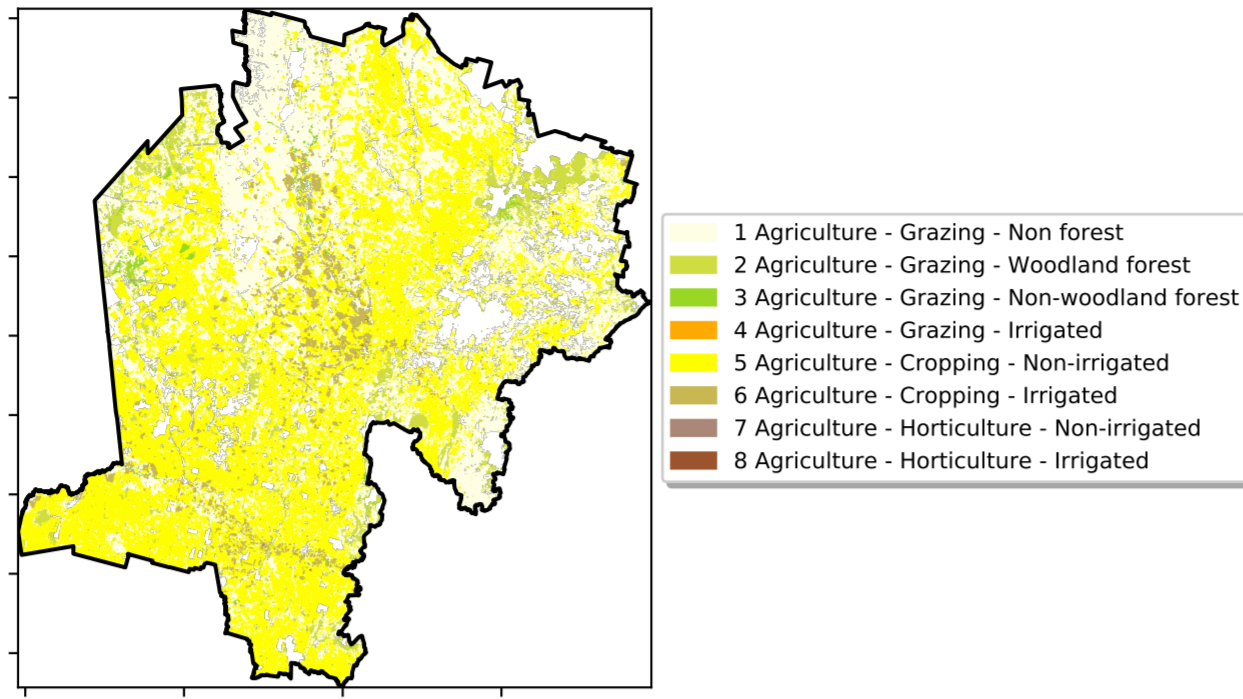 1 Agriculture - Grazing - Non forest
2 Agriculture - Grazing - Woodland forest
3 Agriculture - Grazing - Non-woodland forest
4 Agriculture - Grazing - Irrigated
5 Agriculture - Cropping - Non-irrigated
6 Agriculture - Cropping - Irrigated
7 Agriculture - Horticulture - Non-irrigated
8 Agriculture - Horticulture - Irrigated